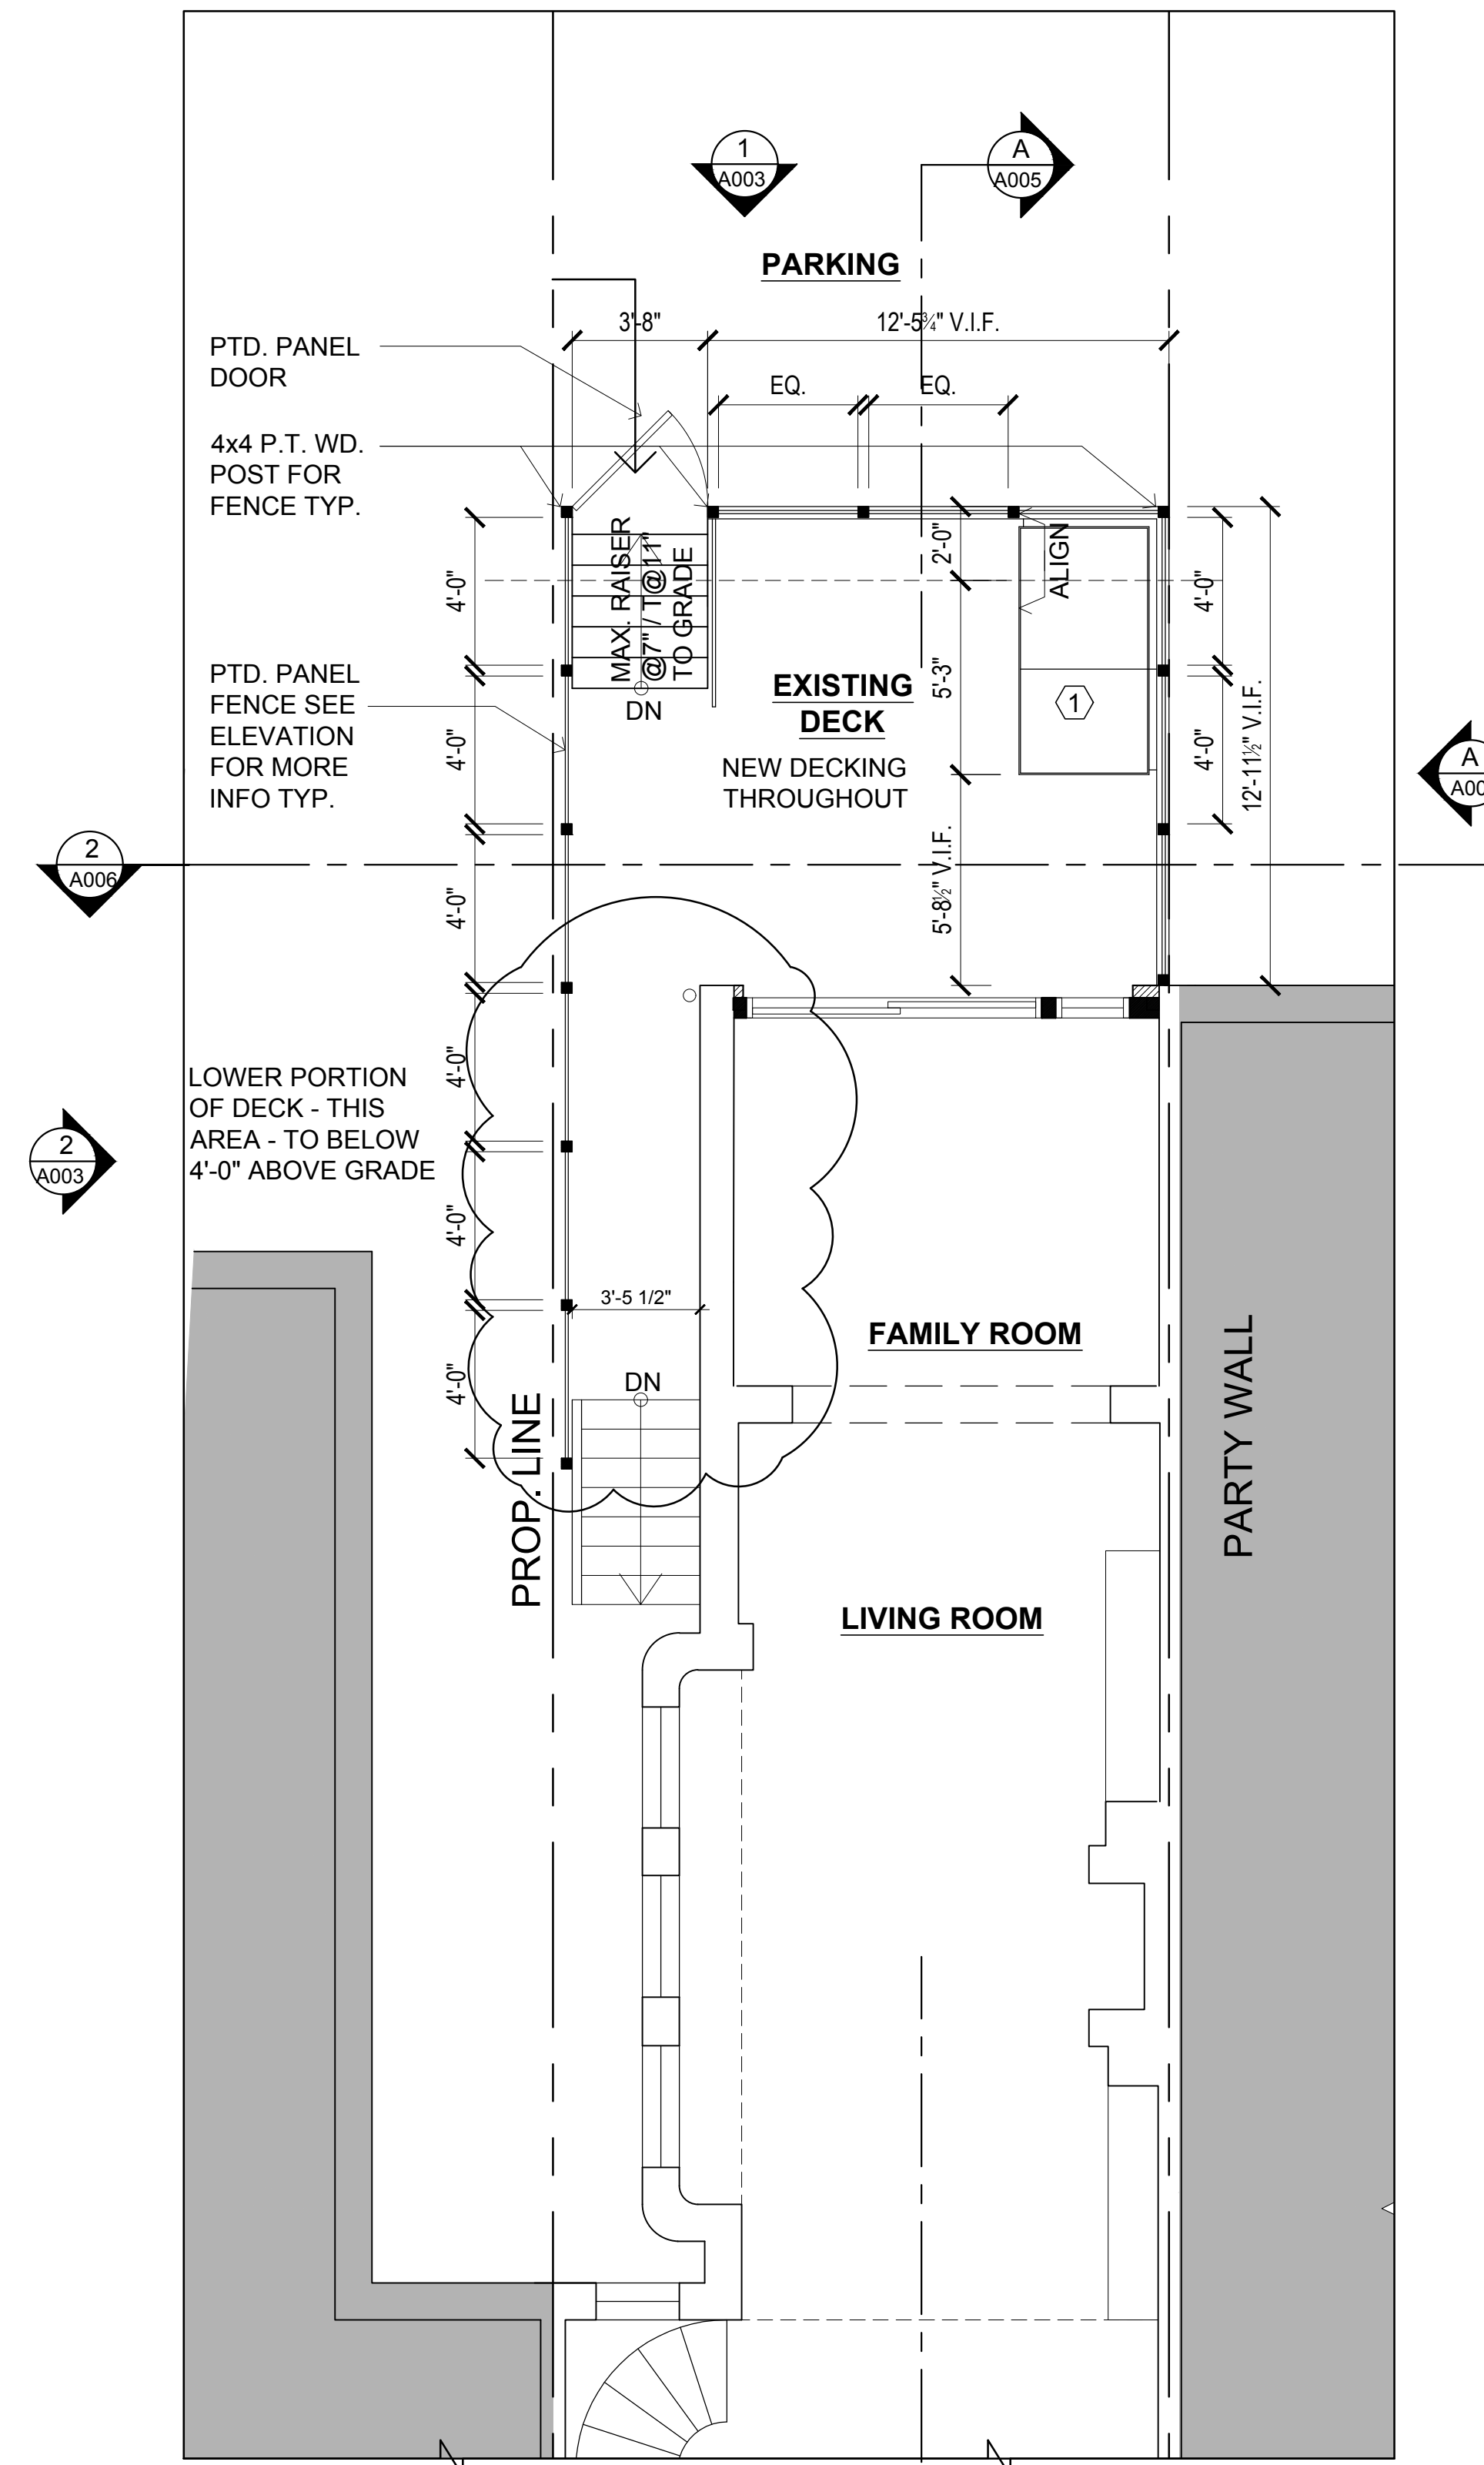 1
A003
A
A005
PARKING
3'-8"
12'-5¾" V.I.F.
PTD. PANEL
DOOR
EQ.
EQ.
4x4 P.T. WD.
POST FOR
FENCE TYP.
MAX. RAISER
@7" / T@11"
TO GRADE
DN
2'-0"
ALIGN
4'-0"
4'-0"
5'-3"
PTD. PANEL
FENCE SEE
ELEVATION
FOR MORE
INFO TYP.
EXISTING
DECK
NEW DECKING
THROUGHOUT
1
4'-0"
4'-0"
12'-11½" V.I.F.
A
A00
2
A006
4'-0"
5'-8½" V.I.F.
LOWER PORTION
OF DECK - THIS
AREA - TO BELOW
4'-0" ABOVE GRADE
4'-0"
2
A003
4'-0"
3'-5 1/2"
FAMILY ROOM
4'-0"
DN
PROP. LINE
PARTY WALL
LIVING ROOM